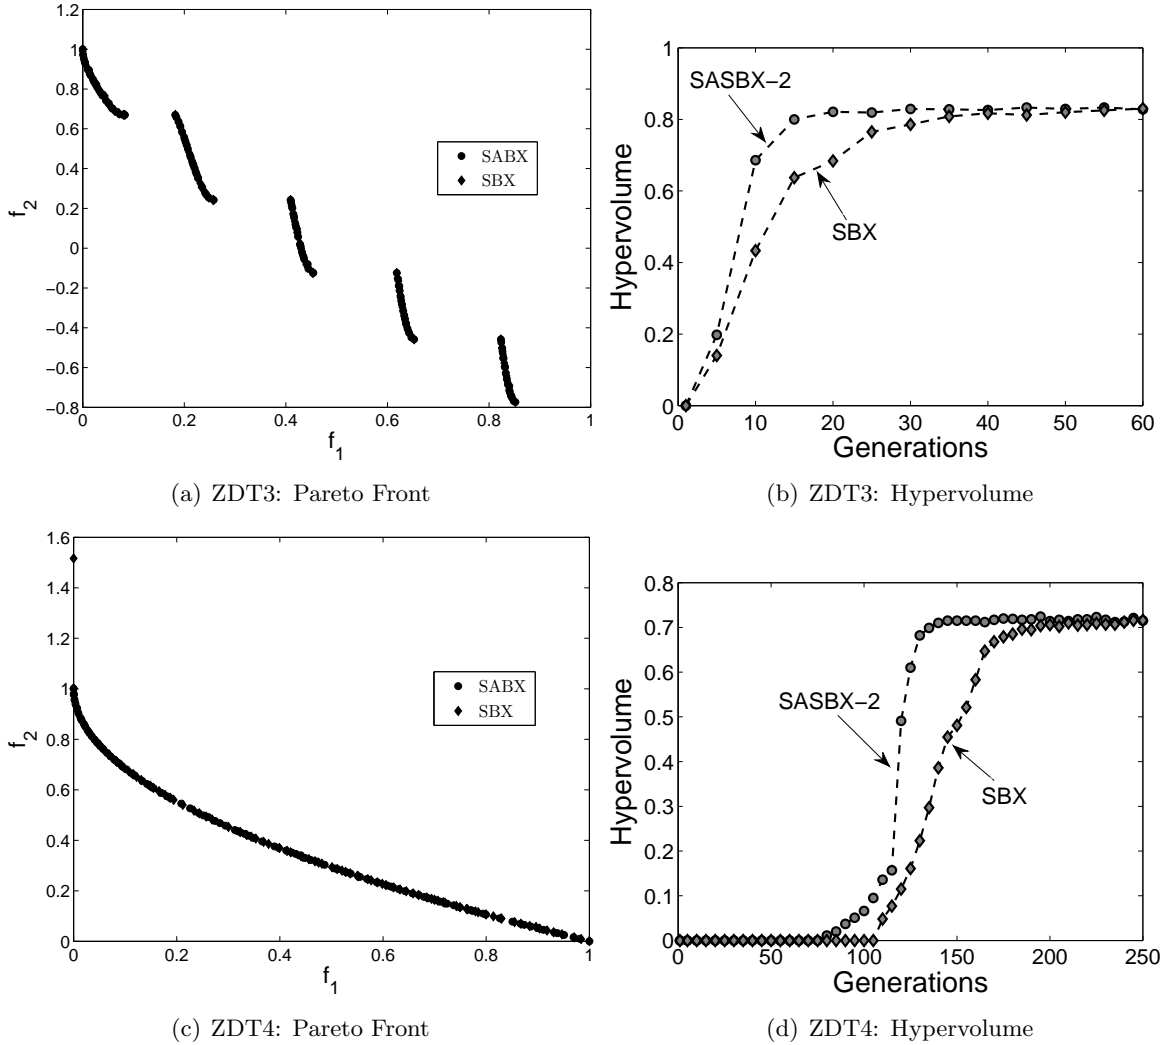 1.2
1
0.8
0.6
0.4
0.2
0
−0.2
−0.4
−0.6
−0.8
f_2
0 0.2 0.4 0.6 0.8 1
f_1
SABX
SBX
(a) ZDT3: Pareto Front
1
0.8
0.6
0.4
0.2
0
Hypervolume
SASBX−2
SBX
0 10 20 30 40 50 60
Generations
(b) ZDT3: Hypervolume
1.6
1.4
1.2
1
0.8
0.6
0.4
0.2
0
f_2
0 0.2 0.4 0.6 0.8 1
f_1
SABX
SBX
(c) ZDT4: Pareto Front
0.8
0.7
0.6
0.5
0.4
0.3
0.2
0.1
0
Hypervolume
SASBX−2
SBX
0 50 100 150 200 250
Generations
(d) ZDT4: Hypervolume